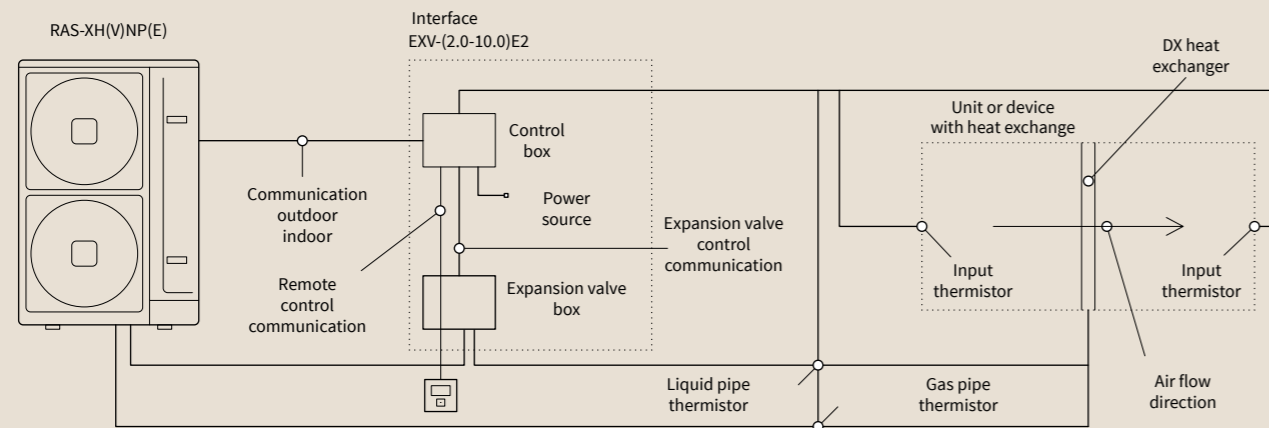 RAS-XH(V)NP(E)
Interface
EXV-(2.0-10.0)E2
DX heat
exchanger
Unit or device
with heat exchange
Control
box
Communication
outdoor
indoor
Power
source
Expansion valve
control
communication
Remote
control
communication
Expansion valve
box
Input
thermistor
Input
thermistor
Liquid pipe
thermistor
Gas pipe
thermistor
Air flow
direction